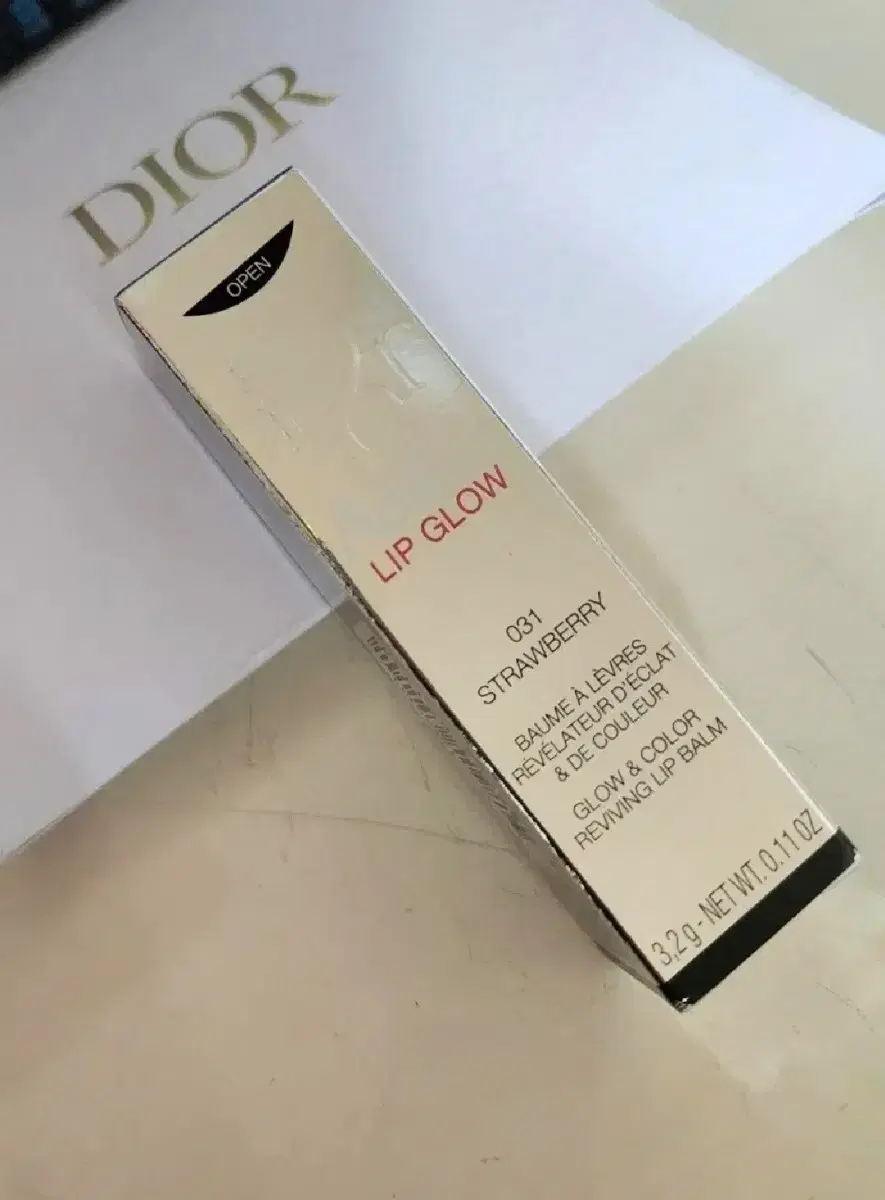 DIOR
OPEN
LIP GLOW
031
STRAWBERRY
BAUME À LÈVRES
RÉVÉLATEUR D'ÉCLAT
& DE COULEUR
GLOW & COLOR
REVIVING LIP BALM
3,2 g - NET WT. 0.11 OZ